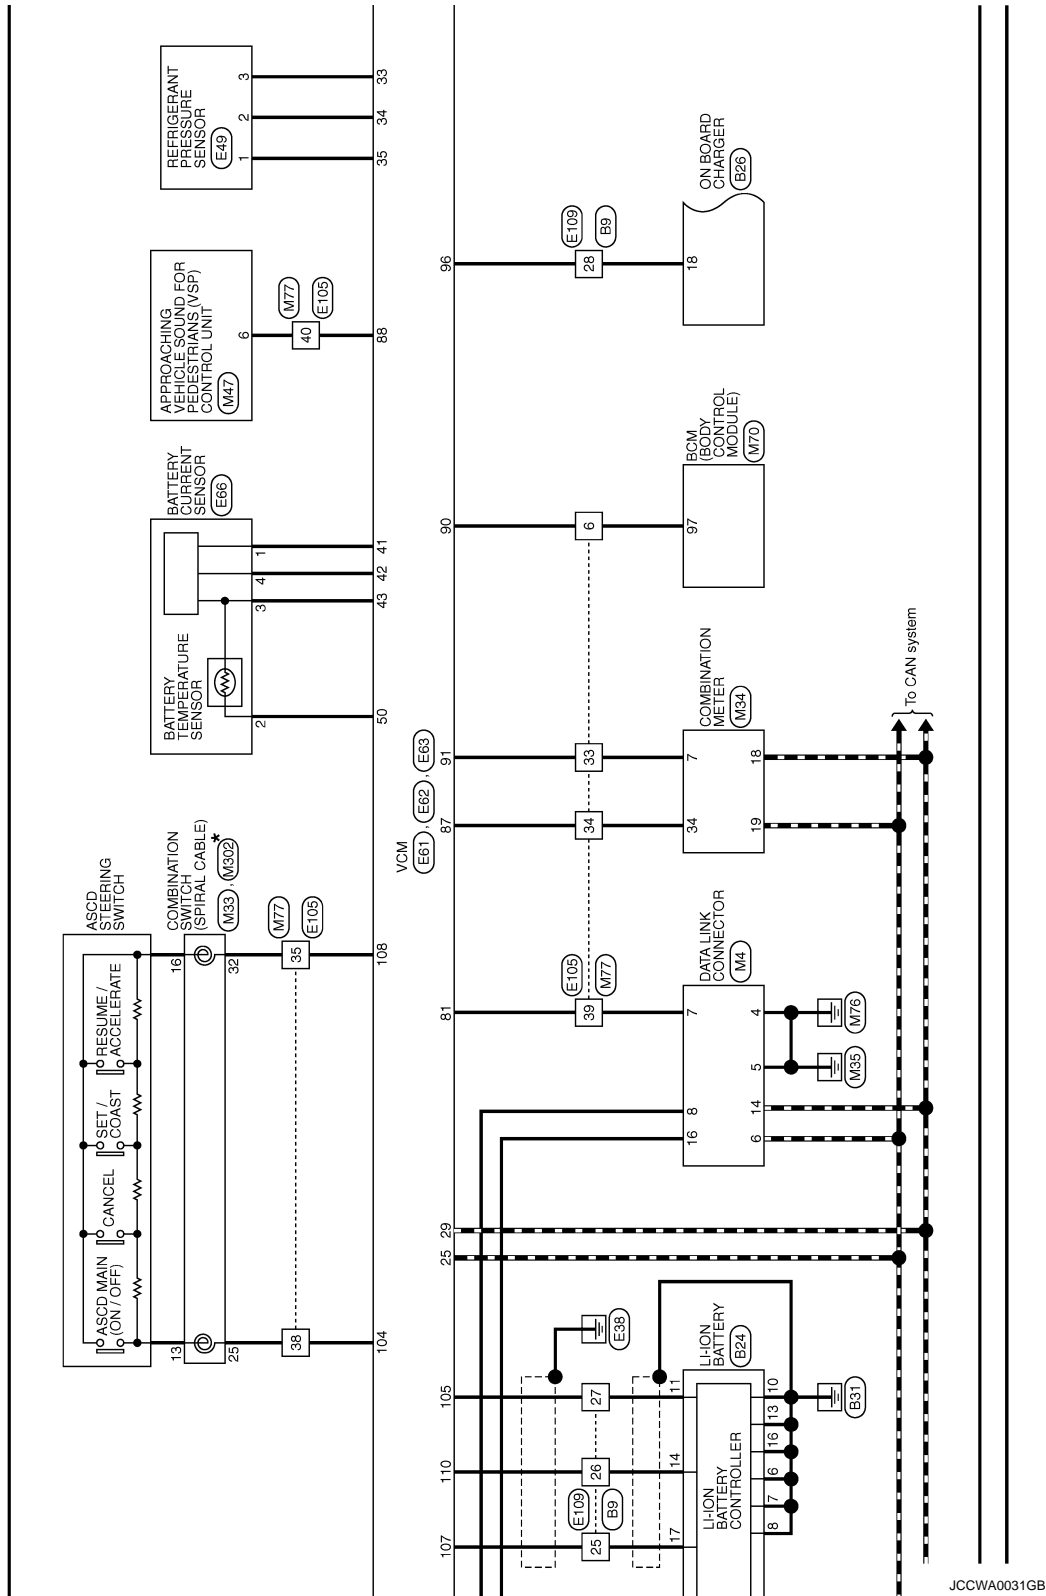 REFRIGERANT
PRESSURE
SENSOR
E49
3
2
1
33
34
35
APPROACHING
VEHICLE SOUND FOR
PEDESTRIANS (VSP)
CONTROL UNIT
M47
6
M77
E105
40
88
BATTERY
CURRENT
SENSOR
E66
1
4
3
41
42
43
BATTERY
TEMPERATURE
SENSOR
2
50
ASCD
STEERING
SWITCH
RESUME /
ACCELERATE
SET /
COAST
CANCEL
ASCD MAIN
(ON / OFF)
COMBINATION
SWITCH
(SPIRAL CABLE)
M33 , M302 *
16
32
13
25
M77
E105
35
38
108
104
VCM
E61 , E62 , E63
96
E109
B9
28
18
ON BOARD
CHARGER
B26
90
6
97
BCM
(BODY
CONTROL
MODULE)
M70
91
87
33
34
7
34
COMBINATION
METER
M34
18
19
To CAN system
81
E105
M77
39
7
DATA LINK
CONNECTOR
M4
4
5
M76
M35
8
16
14
6
29
25
E38
105
110
107
27
26
25
E109
B9
11
14
17
LI-ION
BATTERY
B24
LI-ION
BATTERY
CONTROLLER
10
13
16
6
7
8
B31
JCCWA0031GB